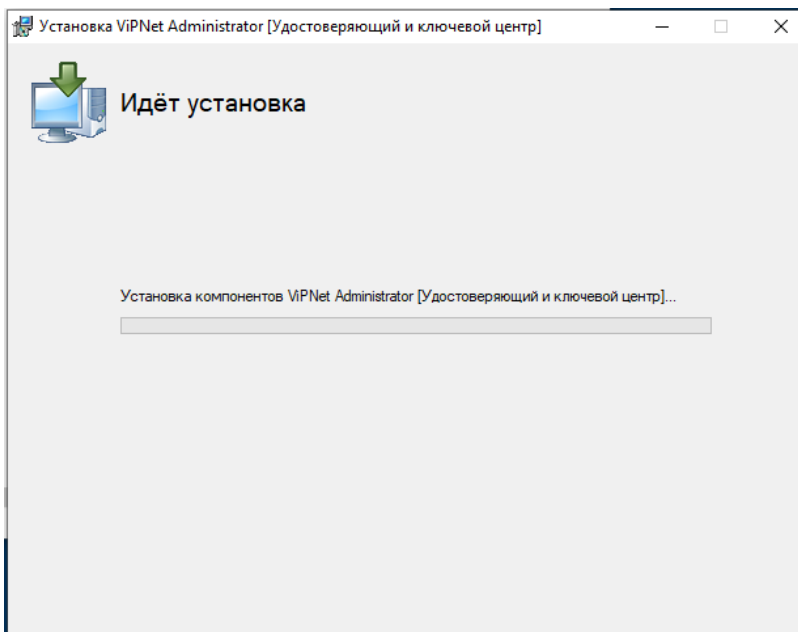 Установка ViPNet Administrator [Удостоверяющий и ключевой центр]
Идёт установка
Установка компонентов ViPNet Administrator [Удостоверяющий и ключевой центр]...